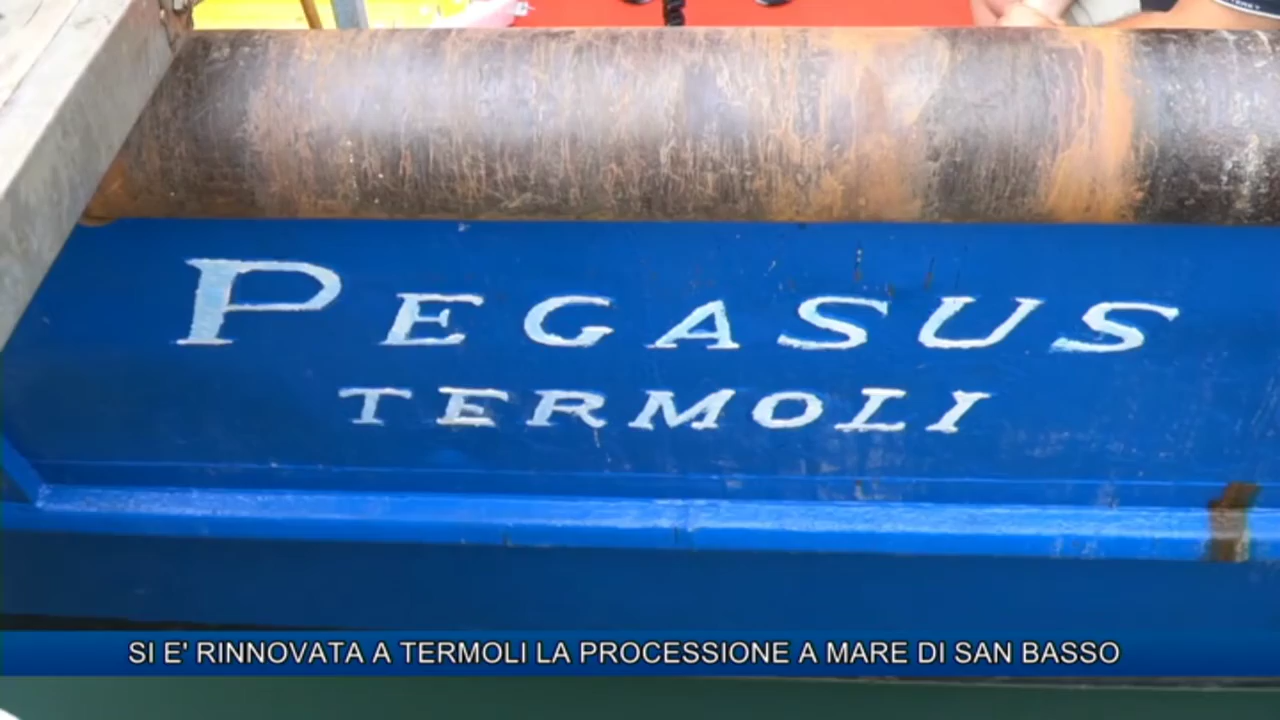 PEGASUS
TERMOLI
SI E' RINNOVATA A TERMOLI LA PROCESSIONE A MARE DI SAN BASSO